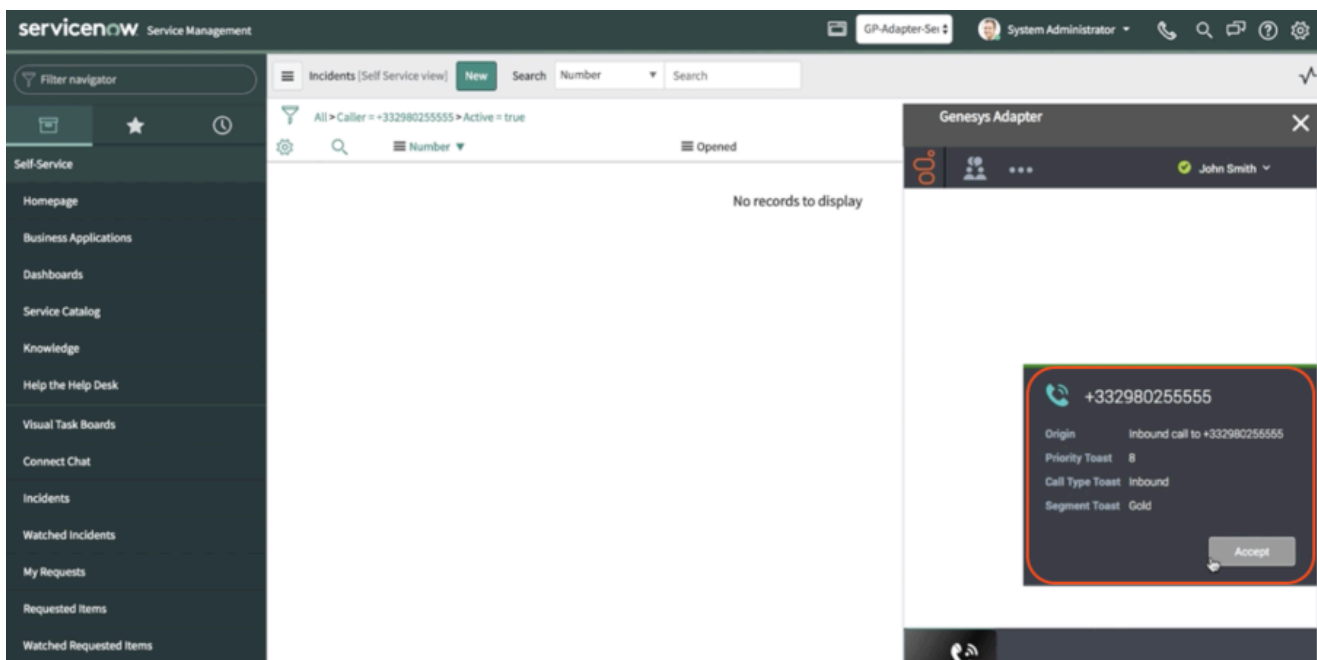 servicenow Service Management
GP-Adapter-Sei
System Administrator
Filter navigator
Incidents [Self Service view] New Search Number Search
All > Caller = +332980255555 > Active = true
Number
Opened
No records to display
Self-Service
Homepage
Business Applications
Dashboards
Service Catalog
Knowledge
Help the Help Desk
Visual Task Boards
Connect Chat
Incidents
Watched Incidents
My Requests
Requested Items
Watched Requested Items
Genesys Adapter
John Smith
+332980255555
Origin Inbound call to +332980255555
Priority Toast 8
Call Type Toast Inbound
Segment Toast Gold
Accept